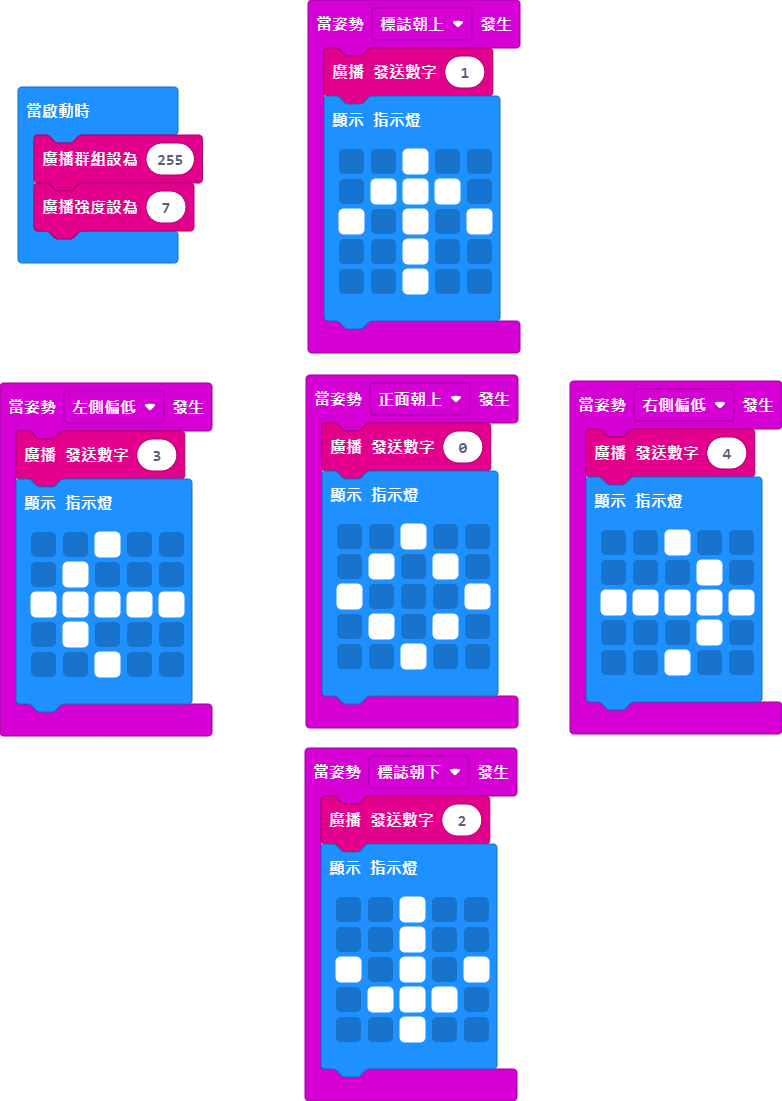 當啟動時
廣播群組設為 255
廣播強度設為 7
當姿勢 標誌朝上 發生
廣播 發送數字 1
顯示 指示燈
當姿勢 左側偏低 發生
廣播 發送數字 3
顯示 指示燈
當姿勢 正面朝上 發生
廣播 發送數字 0
顯示 指示燈
當姿勢 右側偏低 發生
廣播 發送數字 4
顯示 指示燈
當姿勢 標誌朝下 發生
廣播 發送數字 2
顯示 指示燈